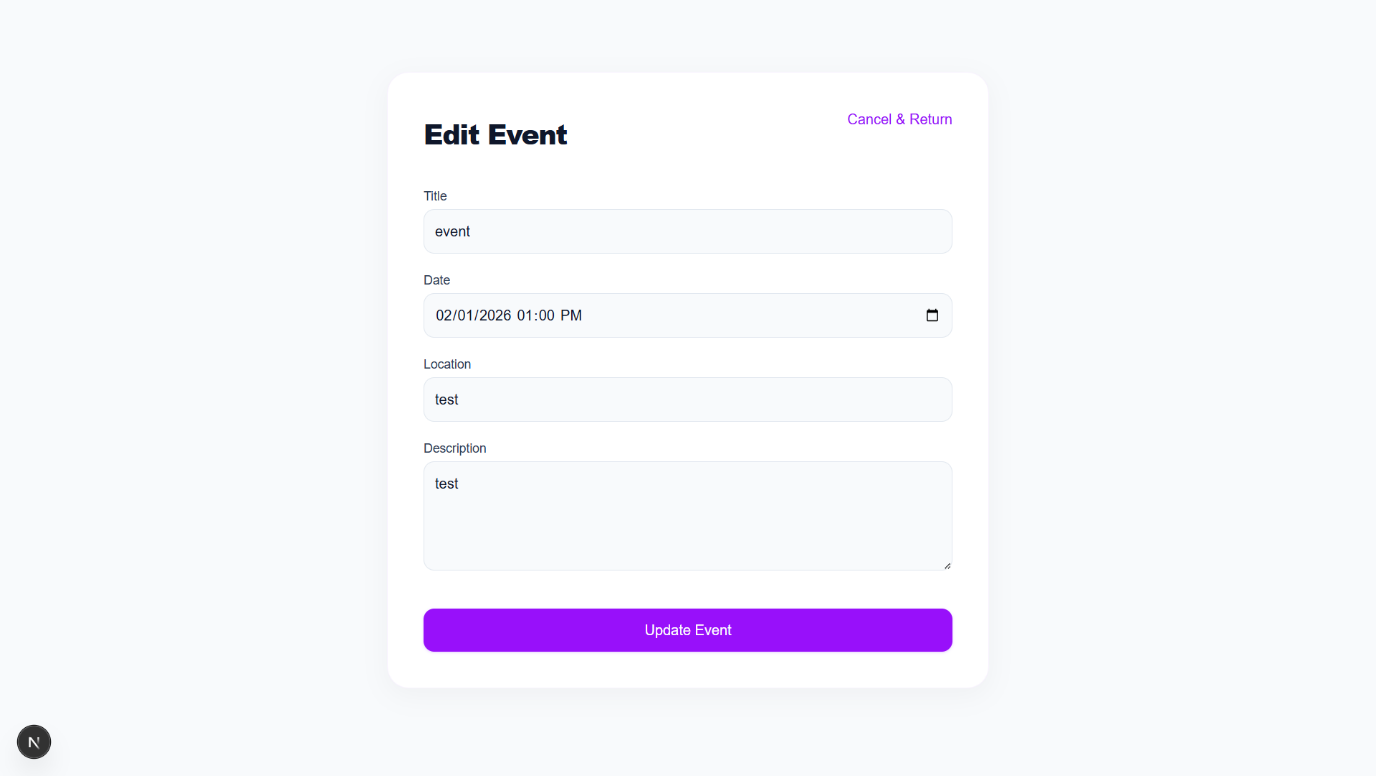 Edit Event
Cancel & Return
Title
event
Date
02/01/2026 01:00 PM
Location
test
Description
test
Update Event
N